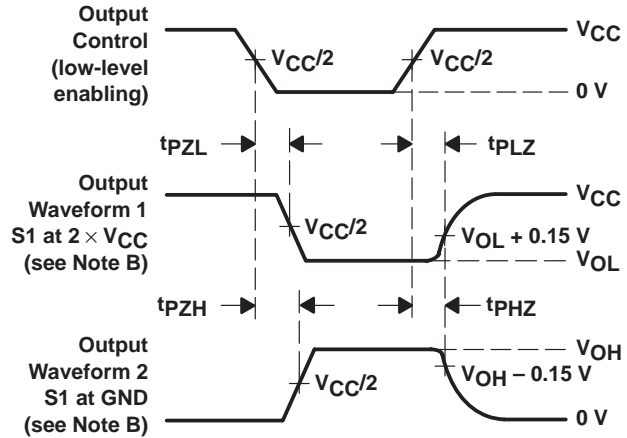 Output
Control
(low-level
enabling)
VCC/2
VCC/2
VCC
0 V
tPZL
tPLZ
Output
Waveform 1
S1 at 2 × VCC
(see Note B)
VCC/2
VCC
VOL + 0.15 V
VOL
tPZH
tPHZ
Output
Waveform 2
S1 at GND
(see Note B)
VCC/2
VOH
VOH – 0.15 V
0 V